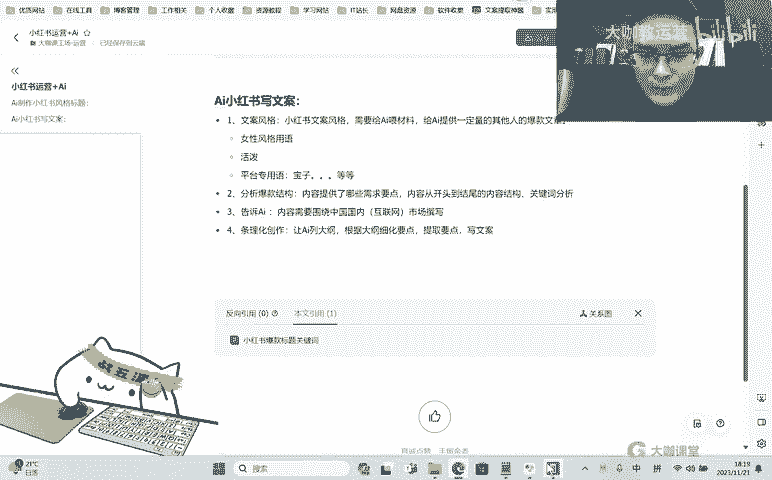 优质网站 在线工具 博客管理 工作相关 个人收藏 资源教程 学习网站 IT站长 网盘资源 软件收集 文案提取神器
小红书运营+Ai
大咖课工场-运营 已经保存到云端
大咖教运营
bilibili
小红书运营+Ai
Ai制作小红书风格标题:
Ai小红书写文案:
Ai小红书写文案:
1、文案风格:小红书文案风格,需要给Ai喂材料,给Ai提供一定量的其他人的爆款文章。
女性风格用语
活泼
平台专用语:宝子。。。等等
2、分析爆款结构:内容提供了哪些需求要点,内容从开头到结尾的内容结构、关键词分析
3、告诉Ai:内容需要围绕中国国内(互联网)市场撰写
4、条理化创作:让Ai列大纲,根据大纲细化要点,提取要点,写文案
反向引用 (0) 本文引用 (1) 关系图
小红书爆款标题关键词
大咖课堂
21°C
搜索
中 拼
18:19
2023/11/21